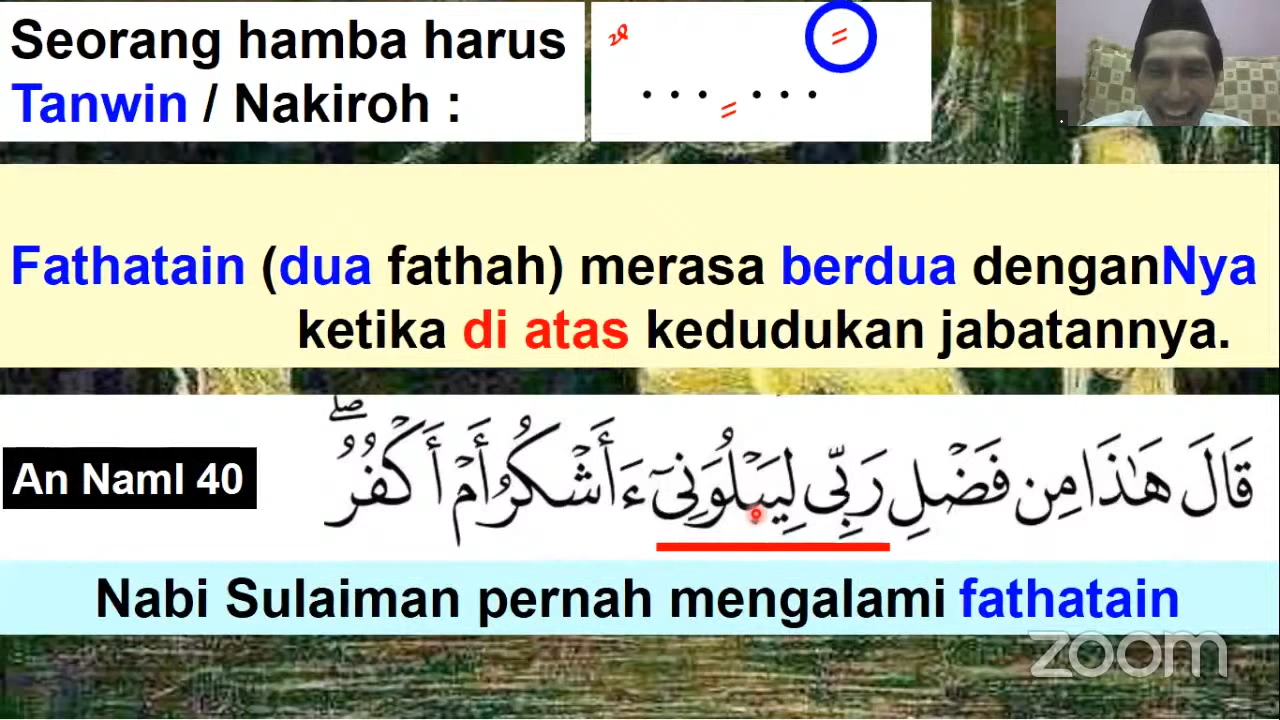 Seorang hamba harus
Tanwin / Nakiroh :
Fathatain (dua fathah) merasa berdua denganNya
ketika di atas kedudukan jabatannya.
An Naml 40
قَالَ هَـٰذَا مِن فَضْلِ رَبِّى لِيَبْلُوَنِىٓ ءَأَشْكُرُ أَمْ أَكْفُرُ ۖ
Nabi Sulaiman pernah mengalami fathatain
zoom